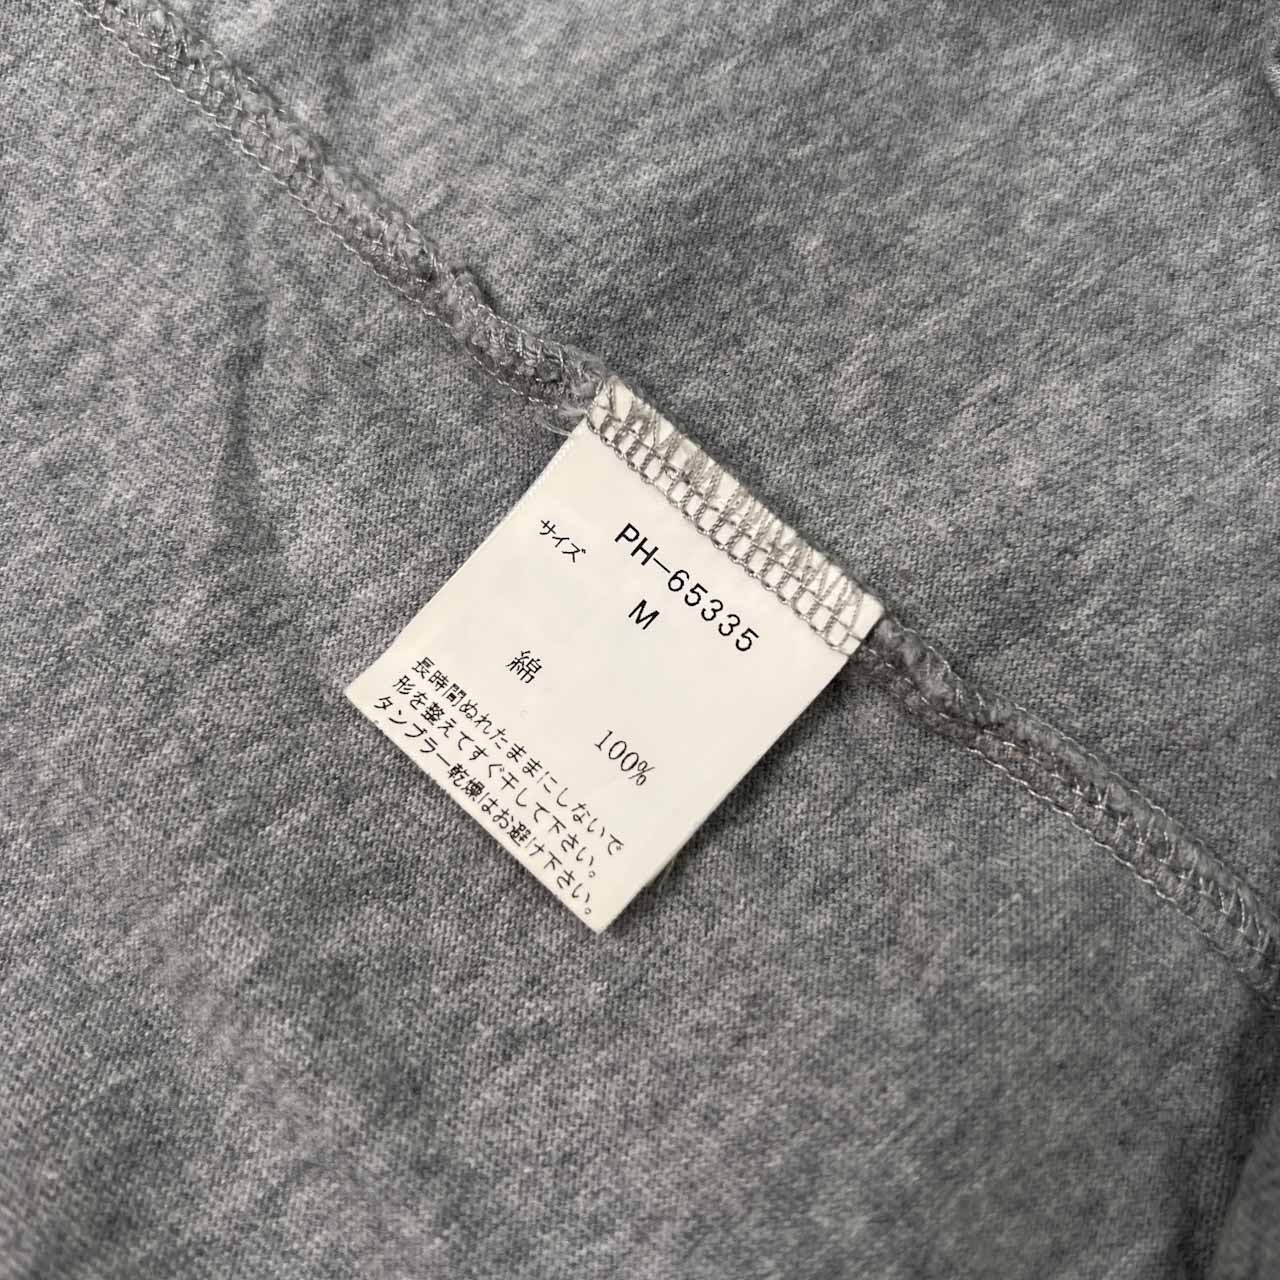 PH-65335
サイズ M
綿 100%
長時間ぬれたままにしないで
形を整えてすぐ干して下さい。
タンブラー乾燥はお避け下さい。